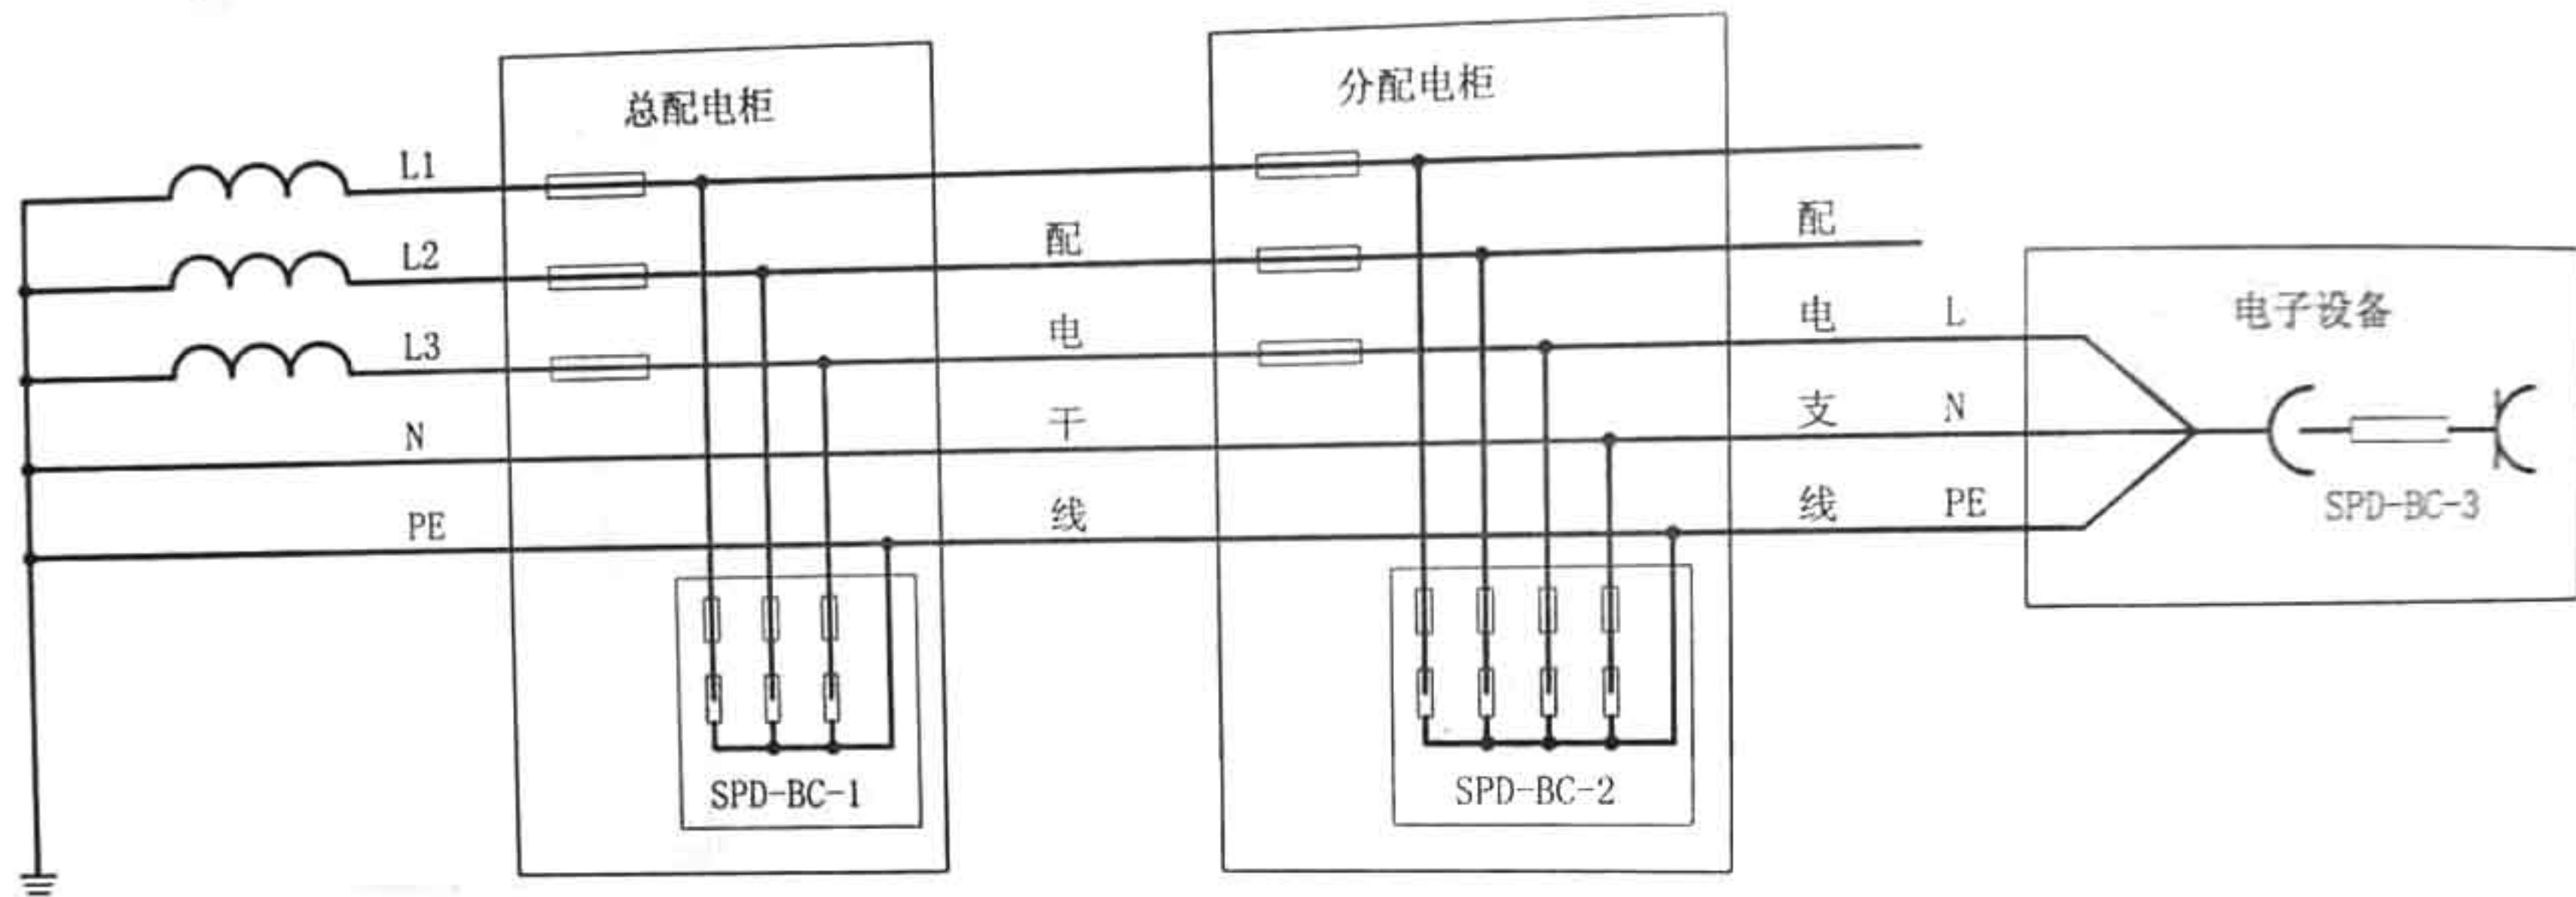 总配电柜
分配电柜
L1
L2
L3
N
PE
配
电
干
线
配
电
支
线
L
N
PE
电子设备
SPD-BC-1
SPD-BC-2
SPD-BC-3